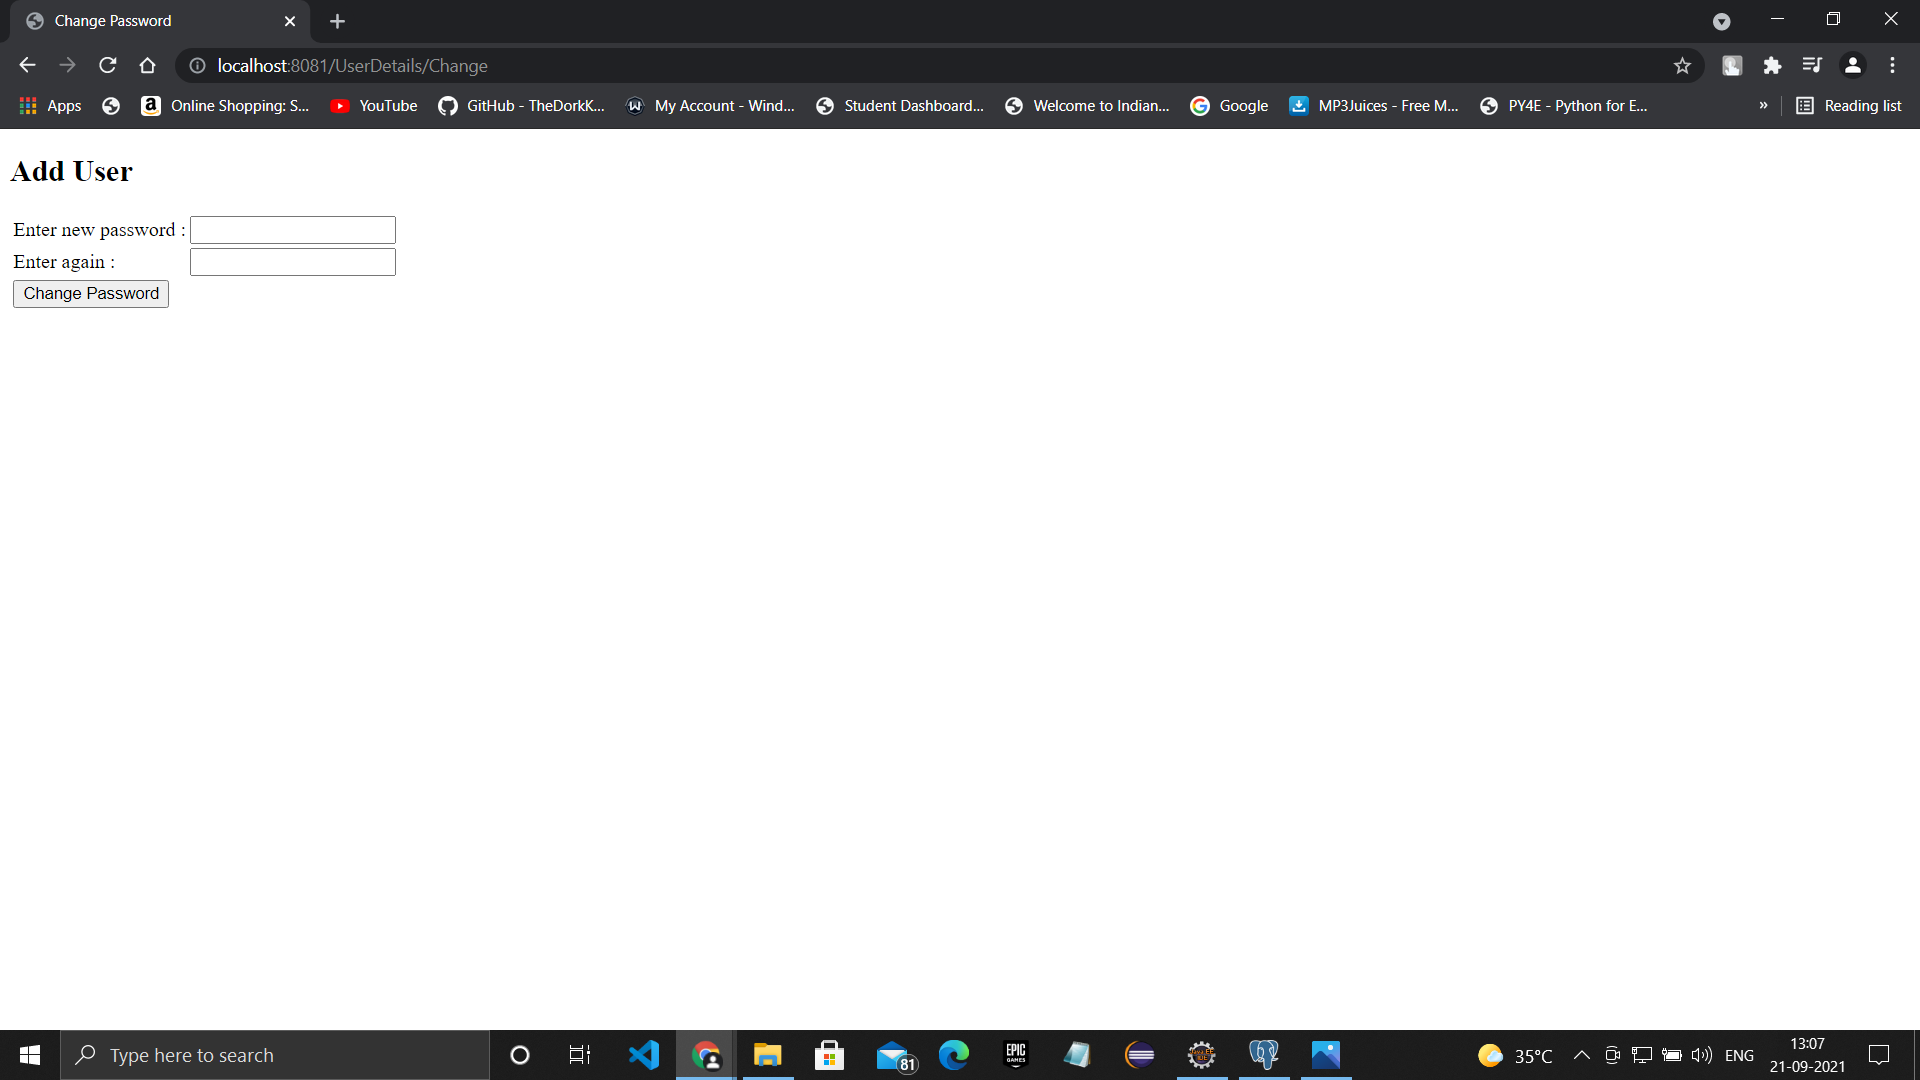 Change Password
localhost:8081/UserDetails/Change
Apps
Online Shopping: S...
YouTube
GitHub - TheDorkK...
My Account - Wind...
Student Dashboard...
Welcome to Indian...
Google
MP3Juices - Free M...
PY4E - Python for E...
»
Reading list
Add User
Enter new password :
Enter again :
Change Password
Type here to search
81
EPIC
GAMES
35°C
ENG
13:07
21-09-2021